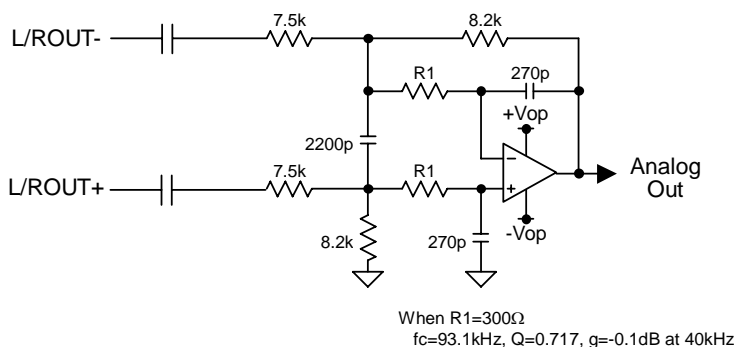 7.5k
8.2k
L/ROUT-
R1
270p
+Vop
2200p
7.5k
R1
L/ROUT+
Analog
Out
8.2k
270p
-Vop
When R1=300Ω
fc=93.1kHz, Q=0.717, g=-0.1dB at 40kHz